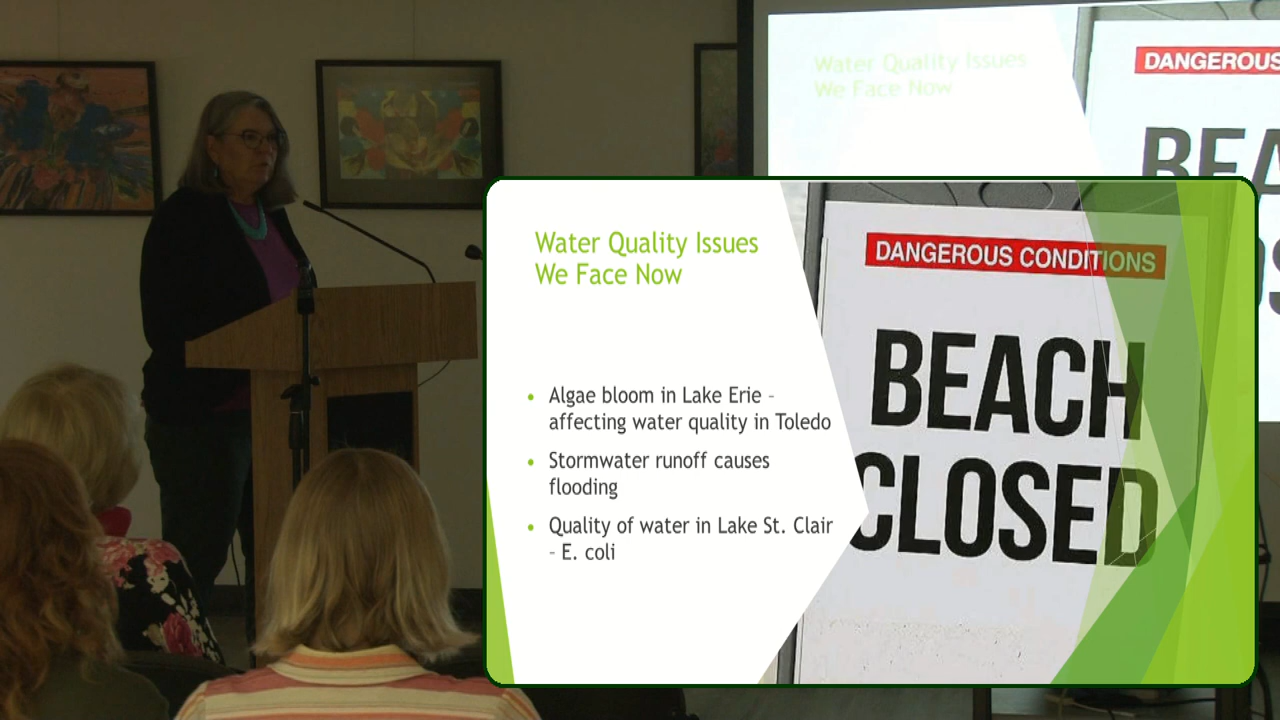 Water Quality Issues
We Face Now
DANGEROUS
BEA
Water Quality Issues
We Face Now
• Algae bloom in Lake Erie –
affecting water quality in Toledo
• Stormwater runoff causes
flooding
• Quality of water in Lake St. Clair
– E. coli
DANGEROUS CONDITIONS
BEACH
CLOSED